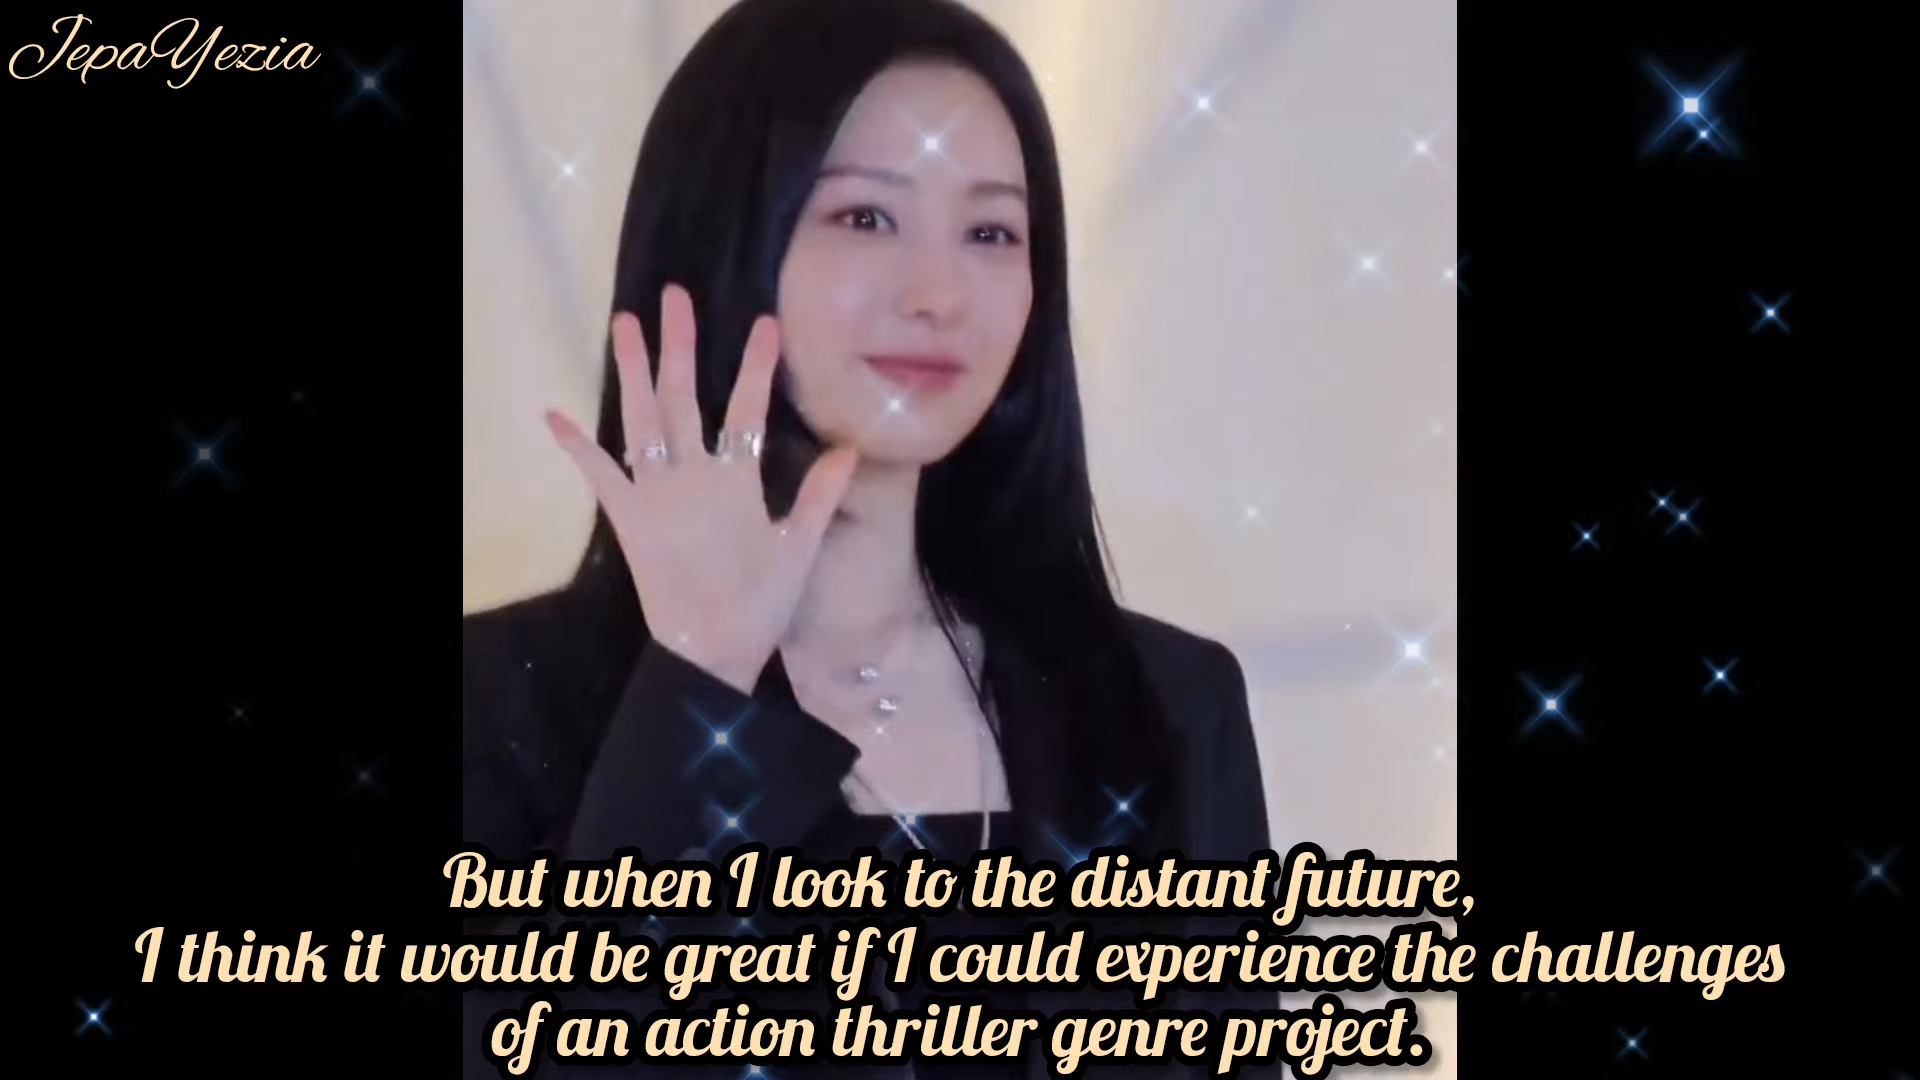 JepaYezia
But when I look to the distant future,
I think it would be great if I could experience the challenges
of an action thriller genre project.